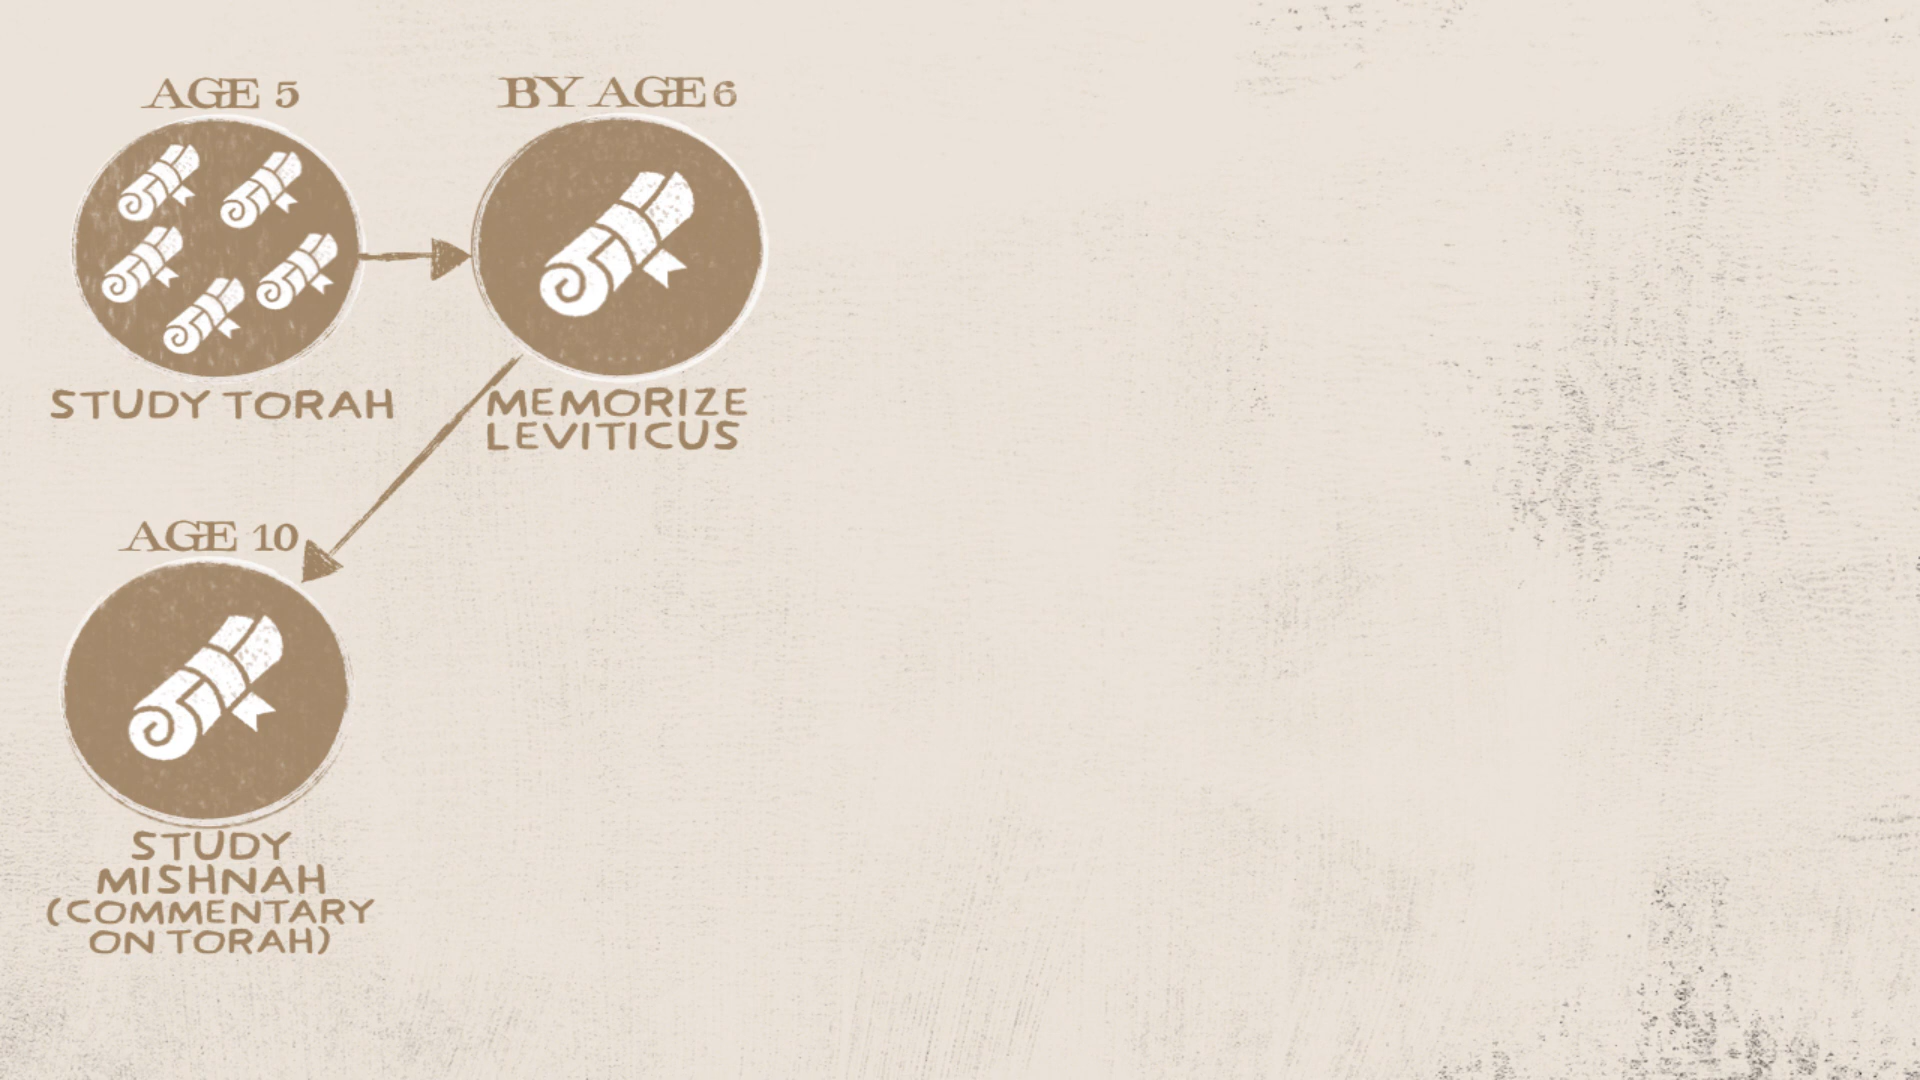 AGE 5
BY AGE 6
STUDY TORAH
MEMORIZE
LEVITICUS
AGE 10
STUDY
MISHNAH
(COMMENTARY
ON TORAH)